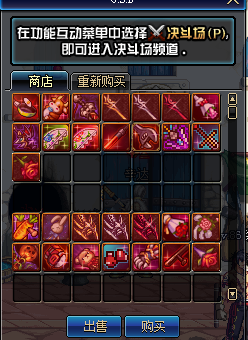 在功能互动菜单中选择 决斗场(P),
即可进入决斗场频道 .
商店 重新购买
出售 购买